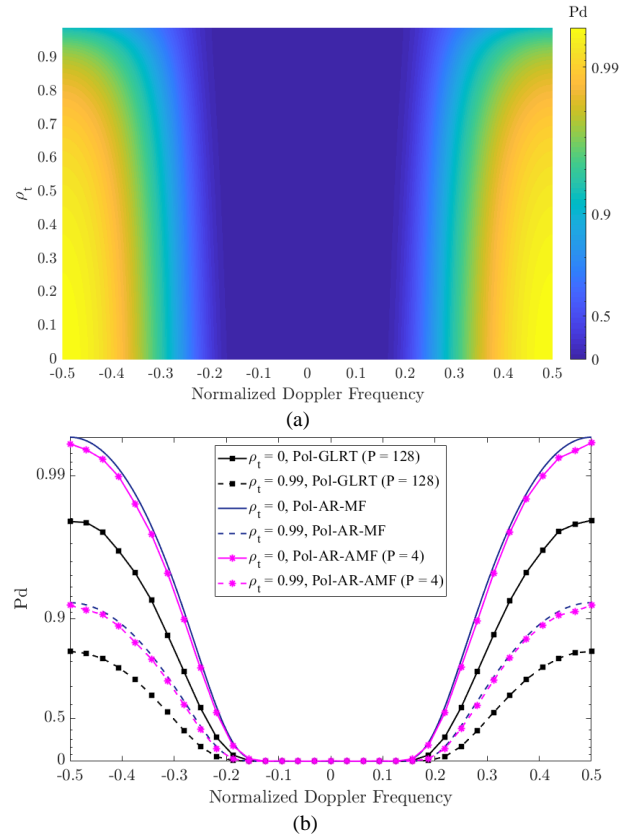 Pd
0.9
0.8
0.7
0.6
0.5
0.4
0.3
0.2
0.1
0
ρt
0.99
0.9
0.5
0
-0.5 -0.4 -0.3 -0.2 -0.1 0 0.1 0.2 0.3 0.4 0.5
Normalized Doppler Frequency
(a)
ρt = 0, Pol-GLRT (P = 128)
ρt = 0.99, Pol-GLRT (P = 128)
ρt = 0, Pol-AR-MF
ρt = 0.99, Pol-AR-MF
ρt = 0, Pol-AR-AMF (P = 4)
ρt = 0.99, Pol-AR-AMF (P = 4)
0.99
0.9
0.5
0
Pd
-0.5 -0.4 -0.3 -0.2 -0.1 0 0.1 0.2 0.3 0.4 0.5
Normalized Doppler Frequency
(b)